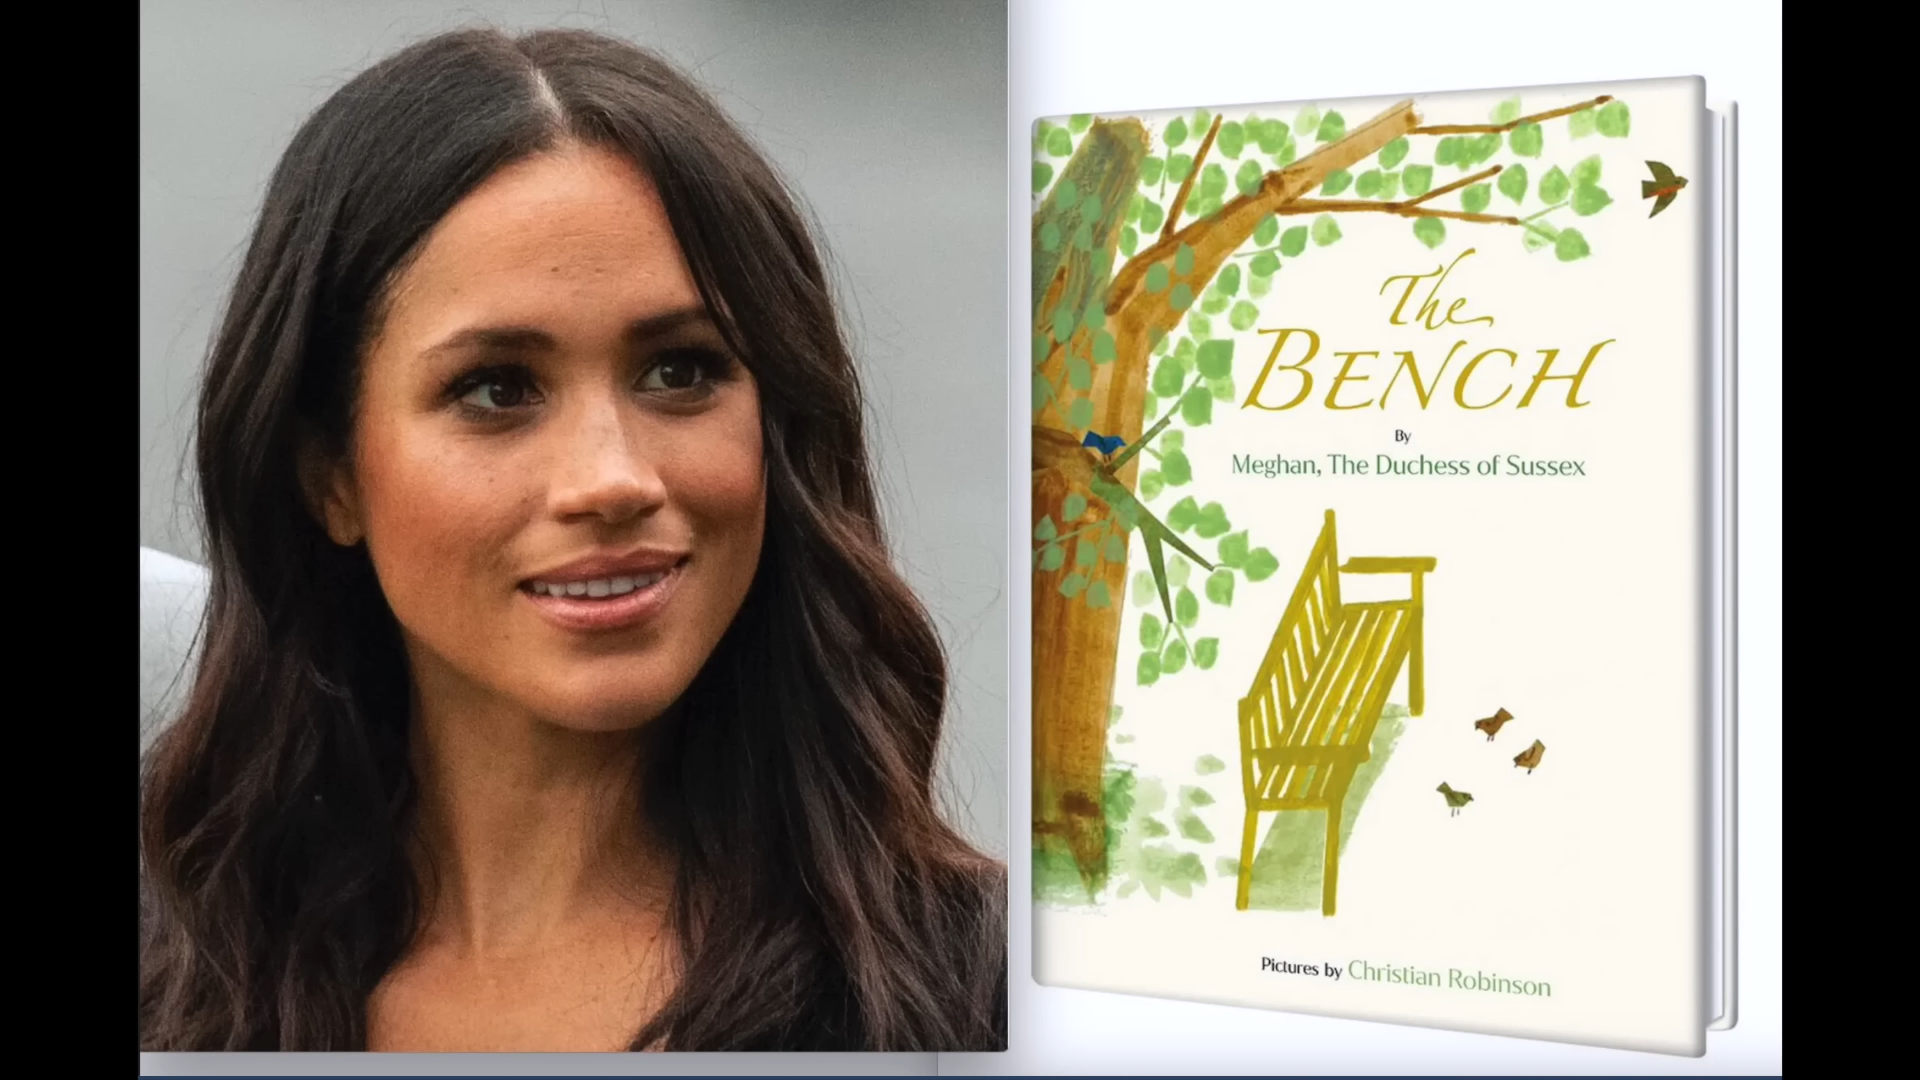 The
BENCH
By
Meghan, The Duchess of Sussex
Pictures by Christian Robinson